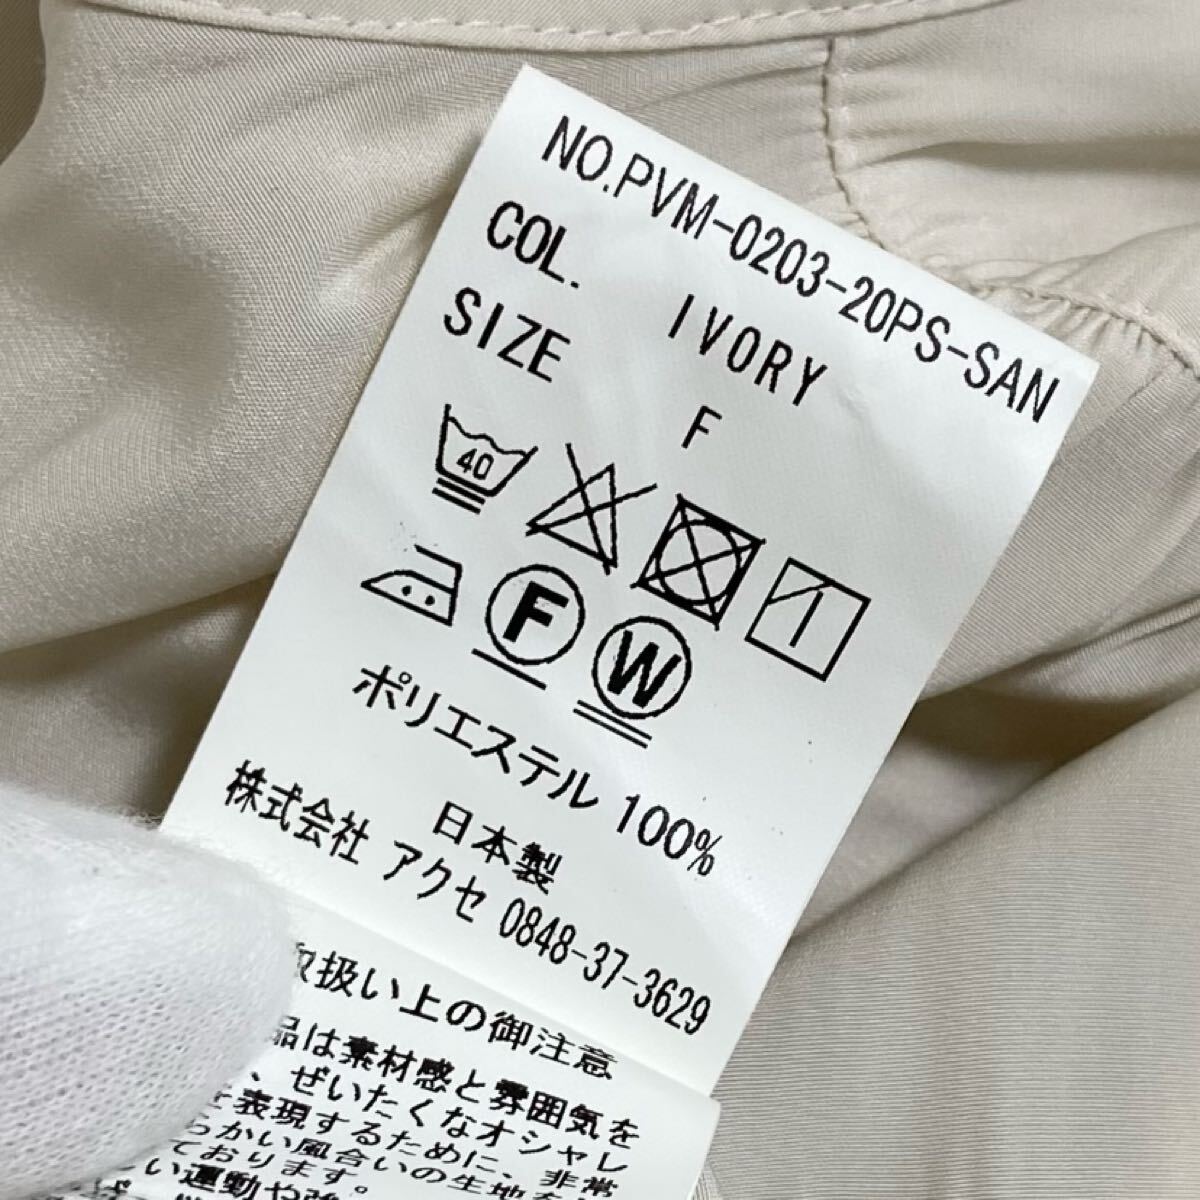 NO.PVM-0203-20PS-SAN
COL. IVORY
SIZE F
40
F W
ポリエステル 100%
日本製
株式会社 アクセ 0848-37-3629
取扱い上の御注意
品は素材感と雰囲気を
、ぜいたくなオシャレ
表現するために、非常
らかい風合いの生地を
ております。
しい運動や強